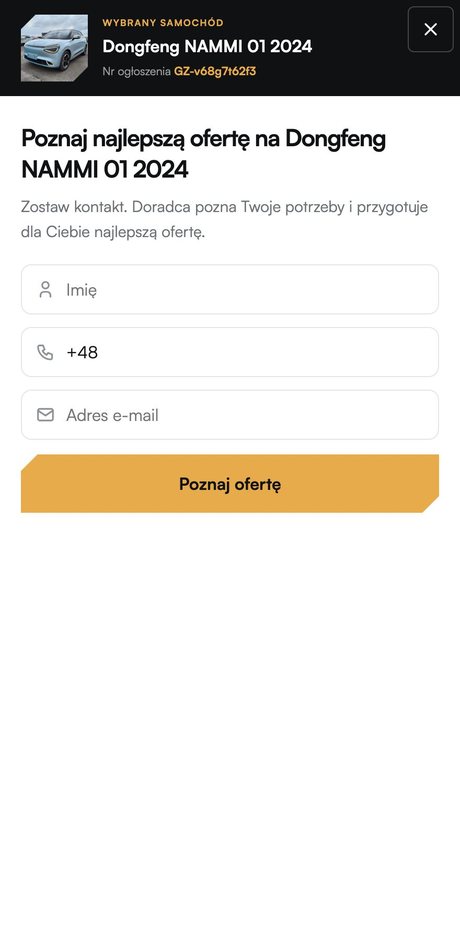 WYBRANY SAMOCHÓD
Dongfeng NAMMI 01 2024
Nr ogłoszenia GZ-v68g7t62f3
Poznaj najlepszą ofertę na Dongfeng
NAMMI 01 2024
Zostaw kontakt. Doradca pozna Twoje potrzeby i przygotuje
dla Ciebie najlepszą ofertę.
Imię
+48
Adres e-mail
Poznaj ofertę